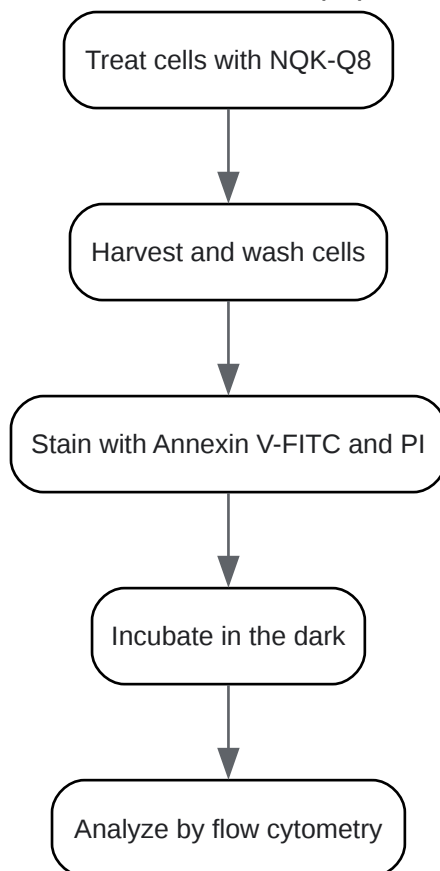 Treat cells with NQK-Q8
Harvest and wash cells
Stain with Annexin V-FITC and PI
Incubate in the dark
Analyze by flow cytometry